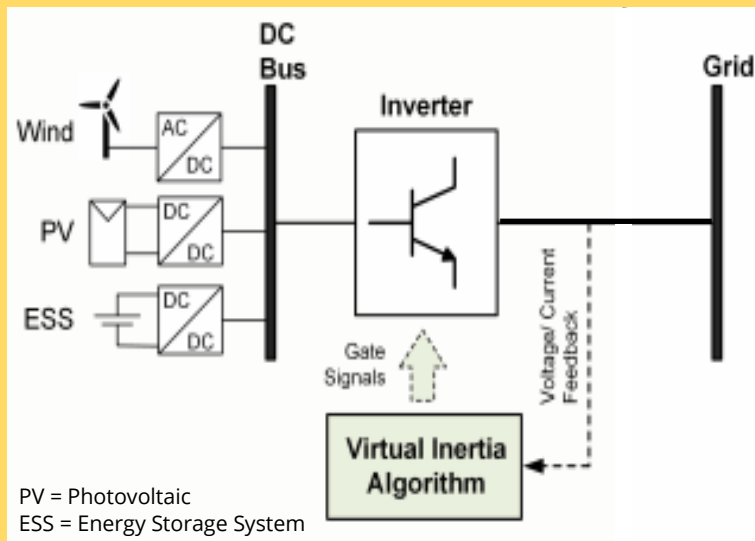 DC
Bus
Grid
Inverter
Wind
AC
DC
PV
DC
DC
ESS
DC
DC
Gate
Signals
Voltage/ Current
Feedback
Virtual Inertia
Algorithm
PV = Photovoltaic
ESS = Energy Storage System